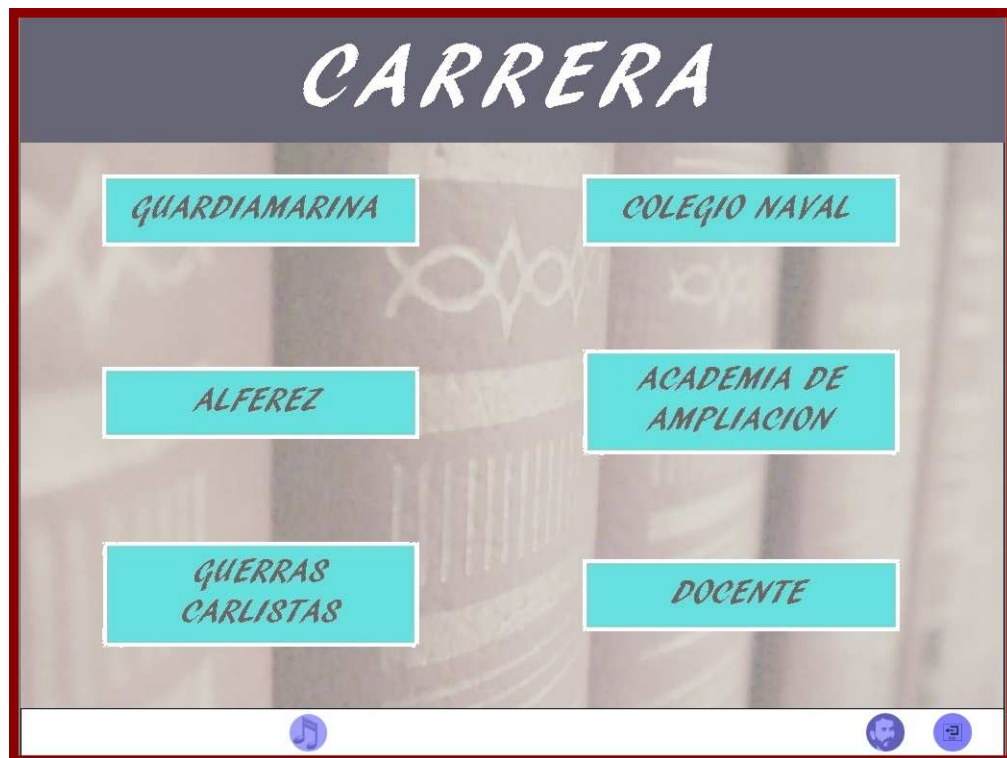 CARRERA
GUARDIAMARINA
COLEGIO NAVAL
ALFEREZ
ACADEMIA DE
AMPLIACION
GUERRAS
CARLISTAS
DOCENTE